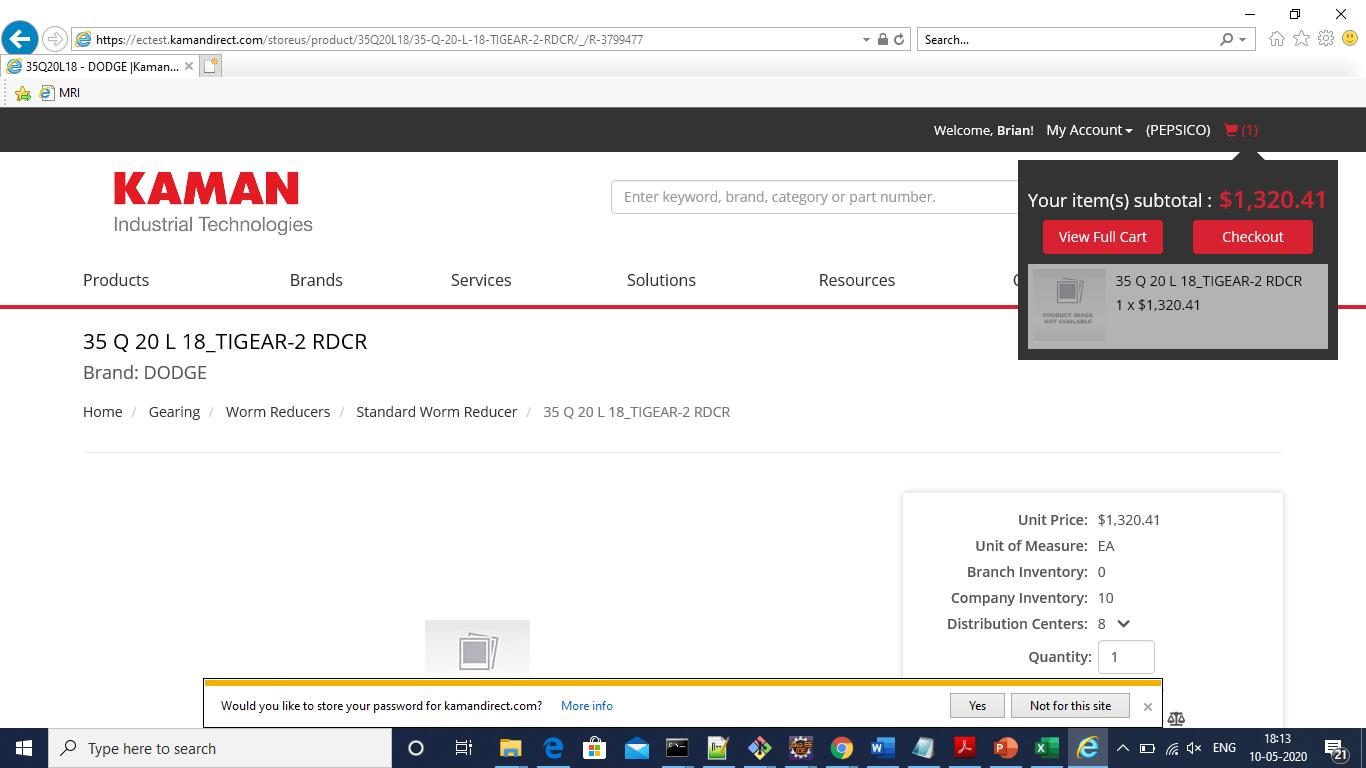 https://ectest.kamandirect.com/storeus/product/35Q20L18/35-Q-20-L-18-TIGEAR-2-RDCR/_/R-3799477
Search...
35Q20L18 - DODGE |Kaman...
MRI
Welcome, Brian! My Account (PEPSICO) (1)
KAMAN
Industrial Technologies
Enter keyword, brand, category or part number.
Your item(s) subtotal : $1,320.41
View Full Cart Checkout
Products Brands Services Solutions Resources
35 Q 20 L 18_TIGEAR-2 RDCR
1 x $1,320.41
PRODUCT IMAGE
NOT AVAILABLE
35 Q 20 L 18_TIGEAR-2 RDCR
Brand: DODGE
Home / Gearing / Worm Reducers / Standard Worm Reducer / 35 Q 20 L 18_TIGEAR-2 RDCR
Unit Price: $1,320.41
Unit of Measure: EA
Branch Inventory: 0
Company Inventory: 10
Distribution Centers: 8
Quantity: 1
Would you like to store your password for kamandirect.com? More info Yes Not for this site
Type here to search
ENG
18:13
10-05-2020
21